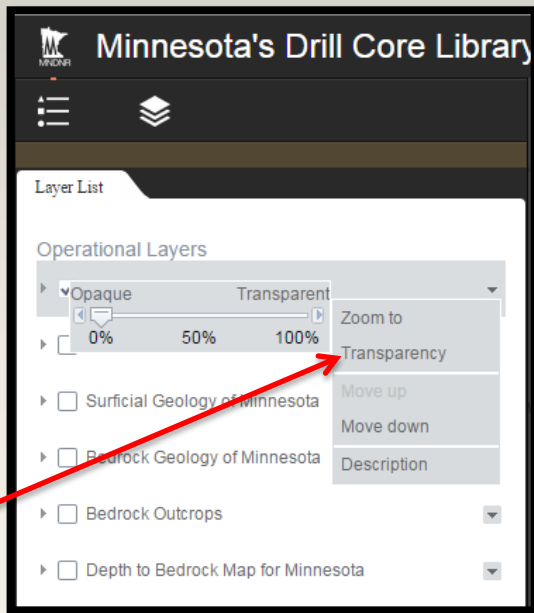 MNDNR
Minnesota's Drill Core Library
Layer List
Operational Layers
Opaque Transparent
0% 50% 100%
Zoom to
Transparency
Move up
Move down
Description
Surficial Geology of Minnesota
Bedrock Geology of Minnesota
Bedrock Outcrops
Depth to Bedrock Map for Minnesota